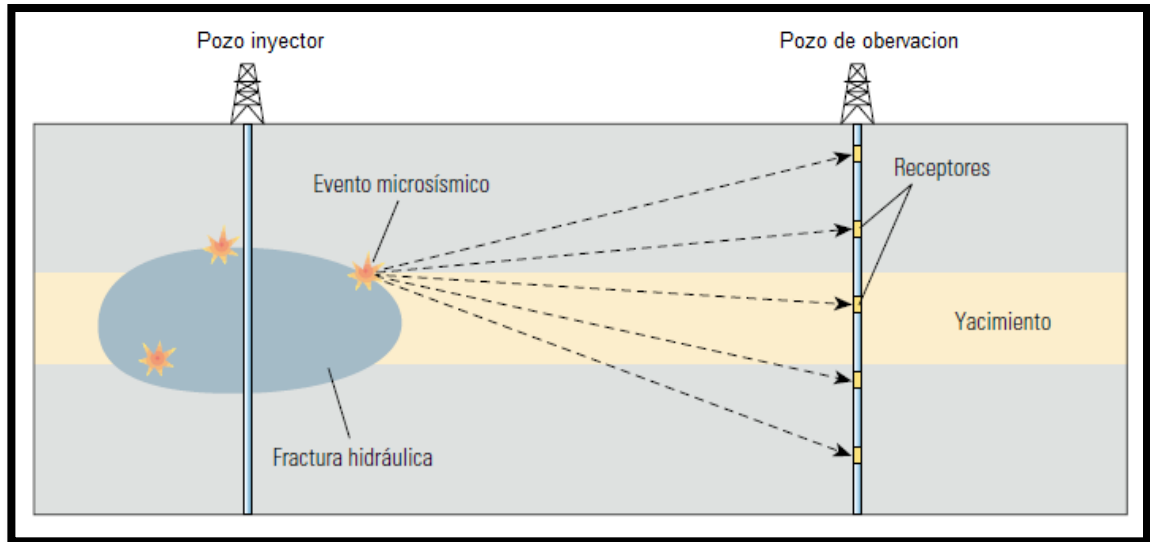 Pozo inyector
Pozo de obervacion
Evento microsísmico
Receptores
Yacimiento
Fractura hidráulica